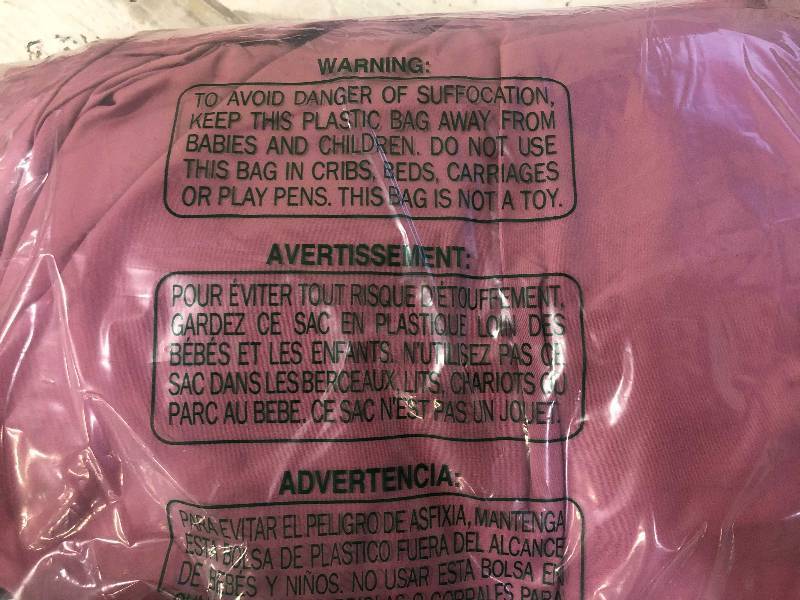 WARNING:
TO AVOID DANGER OF SUFFOCATION,
KEEP THIS PLASTIC BAG AWAY FROM
BABIES AND CHILDREN. DO NOT USE
THIS BAG IN CRIBS, BEDS, CARRIAGES
OR PLAY PENS. THIS BAG IS NOT A TOY.
AVERTISSEMENT:
POUR ÉVITER TOUT RISQUE D'ÉTOUFFEMENT,
GARDEZ CE SAC EN PLASTIQUE LOIN DES
BÉBÉS ET LES ENFANTS. N'UTILISEZ PAS CE
SAC DANS LES BERCEAUX, LITS, CHARIOTS OU
PARC AU BEBE. CE SAC N'EST PAS UN JOUET.
ADVERTENCIA:
PARA EVITAR EL PELIGRO DE ASFIXIA, MANTENGA
ESTA BOLSA DE PLASTICO FUERA DEL ALCANCE
DE BEBÉS Y NIÑOS. NO USAR ESTA BOLSA EN
O CORRALES PARA